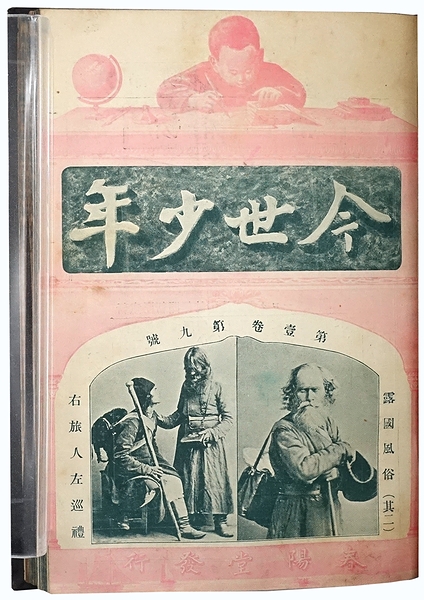 今世少年
第壹卷第九號
露國風俗（其二）
右旅人左巡禮
春陽堂發行